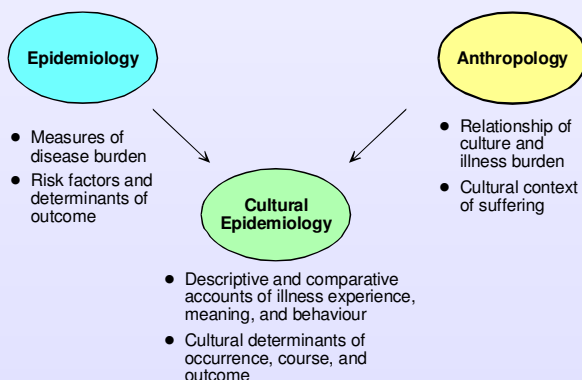 Epidemiology
● Measures of
disease burden
● Risk factors and
determinants of
outcome
Anthropology
● Relationship of
culture and
illness burden
● Cultural context
of suffering
Cultural
Epidemiology
● Descriptive and comparative
accounts of illness experience,
meaning, and behaviour
● Cultural determinants of
occurrence, course, and
outcome